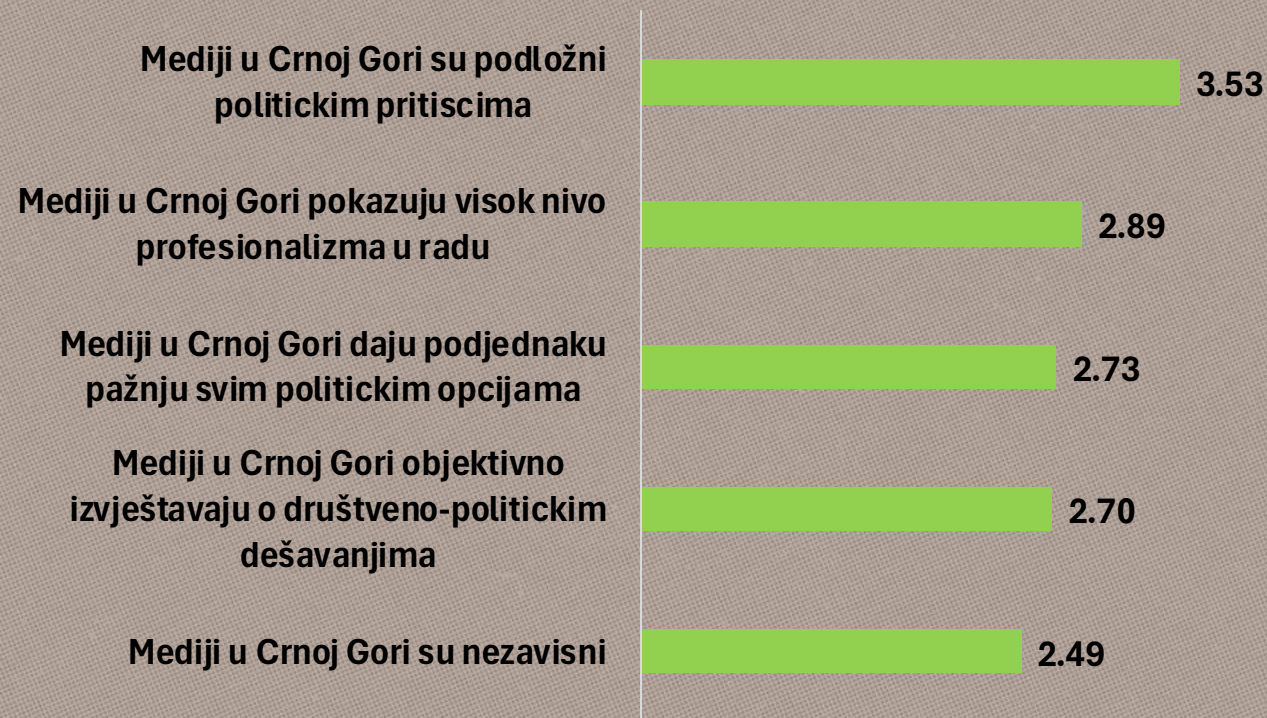 Mediji u Crnoj Gori su podložni
politickim pritiscima
3.53
Mediji u Crnoj Gori pokazuju visok nivo
profesionalizma u radu
2.89
Mediji u Crnoj Gori daju podjednaku
pažnju svim politickim opcijama
2.73
Mediji u Crnoj Gori objektivno
izvještavaju o društveno-politickim
dešavanjima
2.70
Mediji u Crnoj Gori su nezavisni
2.49